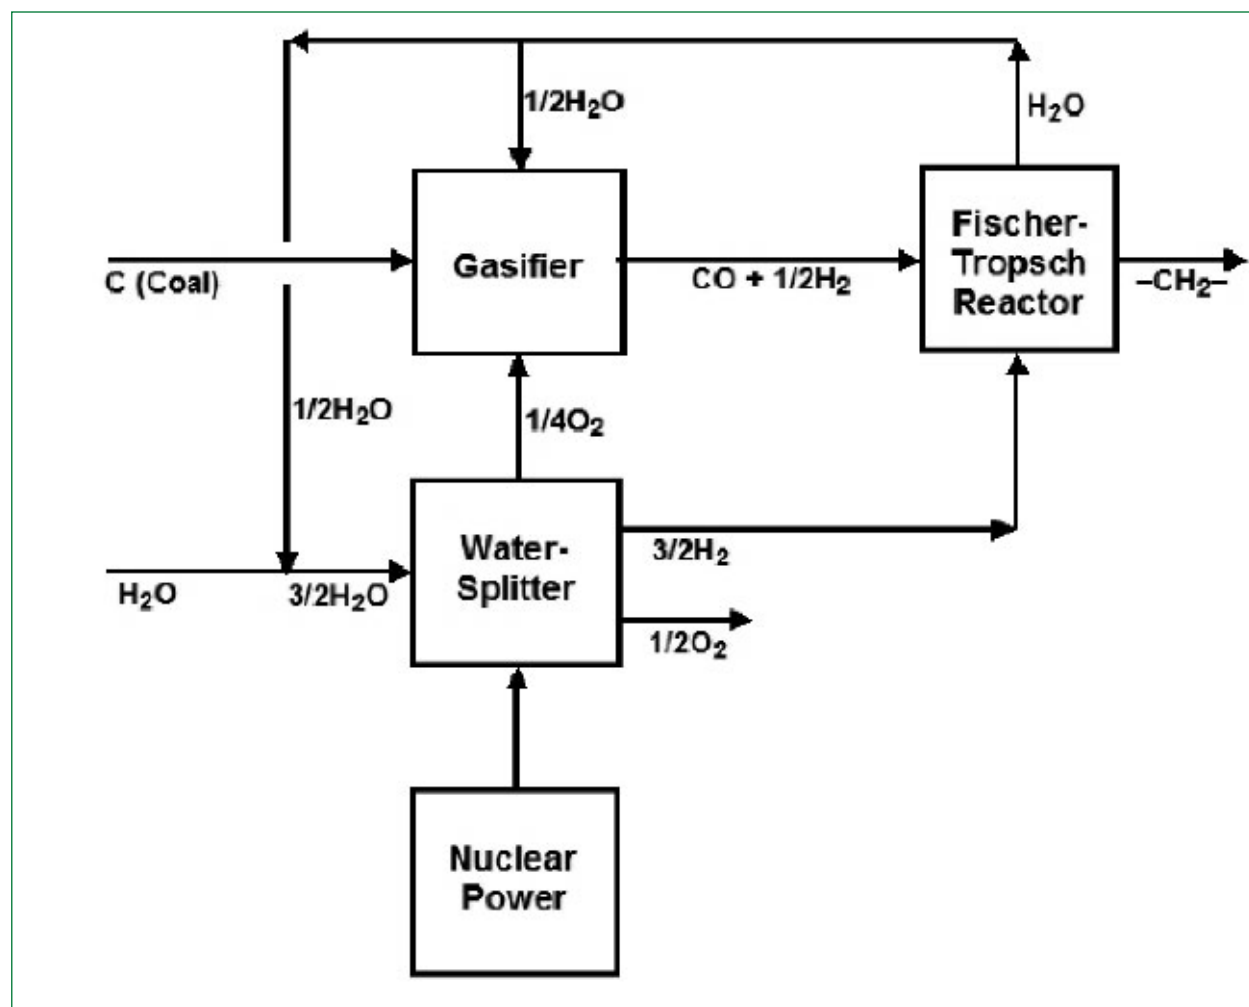 1/2H₂O
H₂O
Fischer-
Tropsch
Reactor
Gasifier
C (Coal)
CO + 1/2H₂
–CH₂–
1/2H₂O
1/4O₂
Water-
Splitter
3/2H₂
H₂O
3/2H₂O
1/2O₂
Nuclear
Power